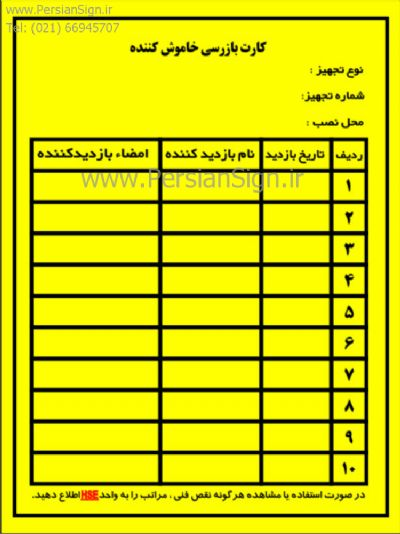 www.PersianSign.ir
Tel: (021) 66945707
کارت بازرسی خاموش کننده
نوع تجهیز :
شماره تجهیز:
محل نصب :
ردیف تاریخ بازدید نام بازدید کننده امضاء بازدیدکننده
www.PersianSign.ir
۱
۲
۳
۴
۵
۶
۷
۸
۹
۱۰
در صورت استفاده یا مشاهده هرگونه نقص فنی ، مراتب را به واحد HSE اطلاع دهید.